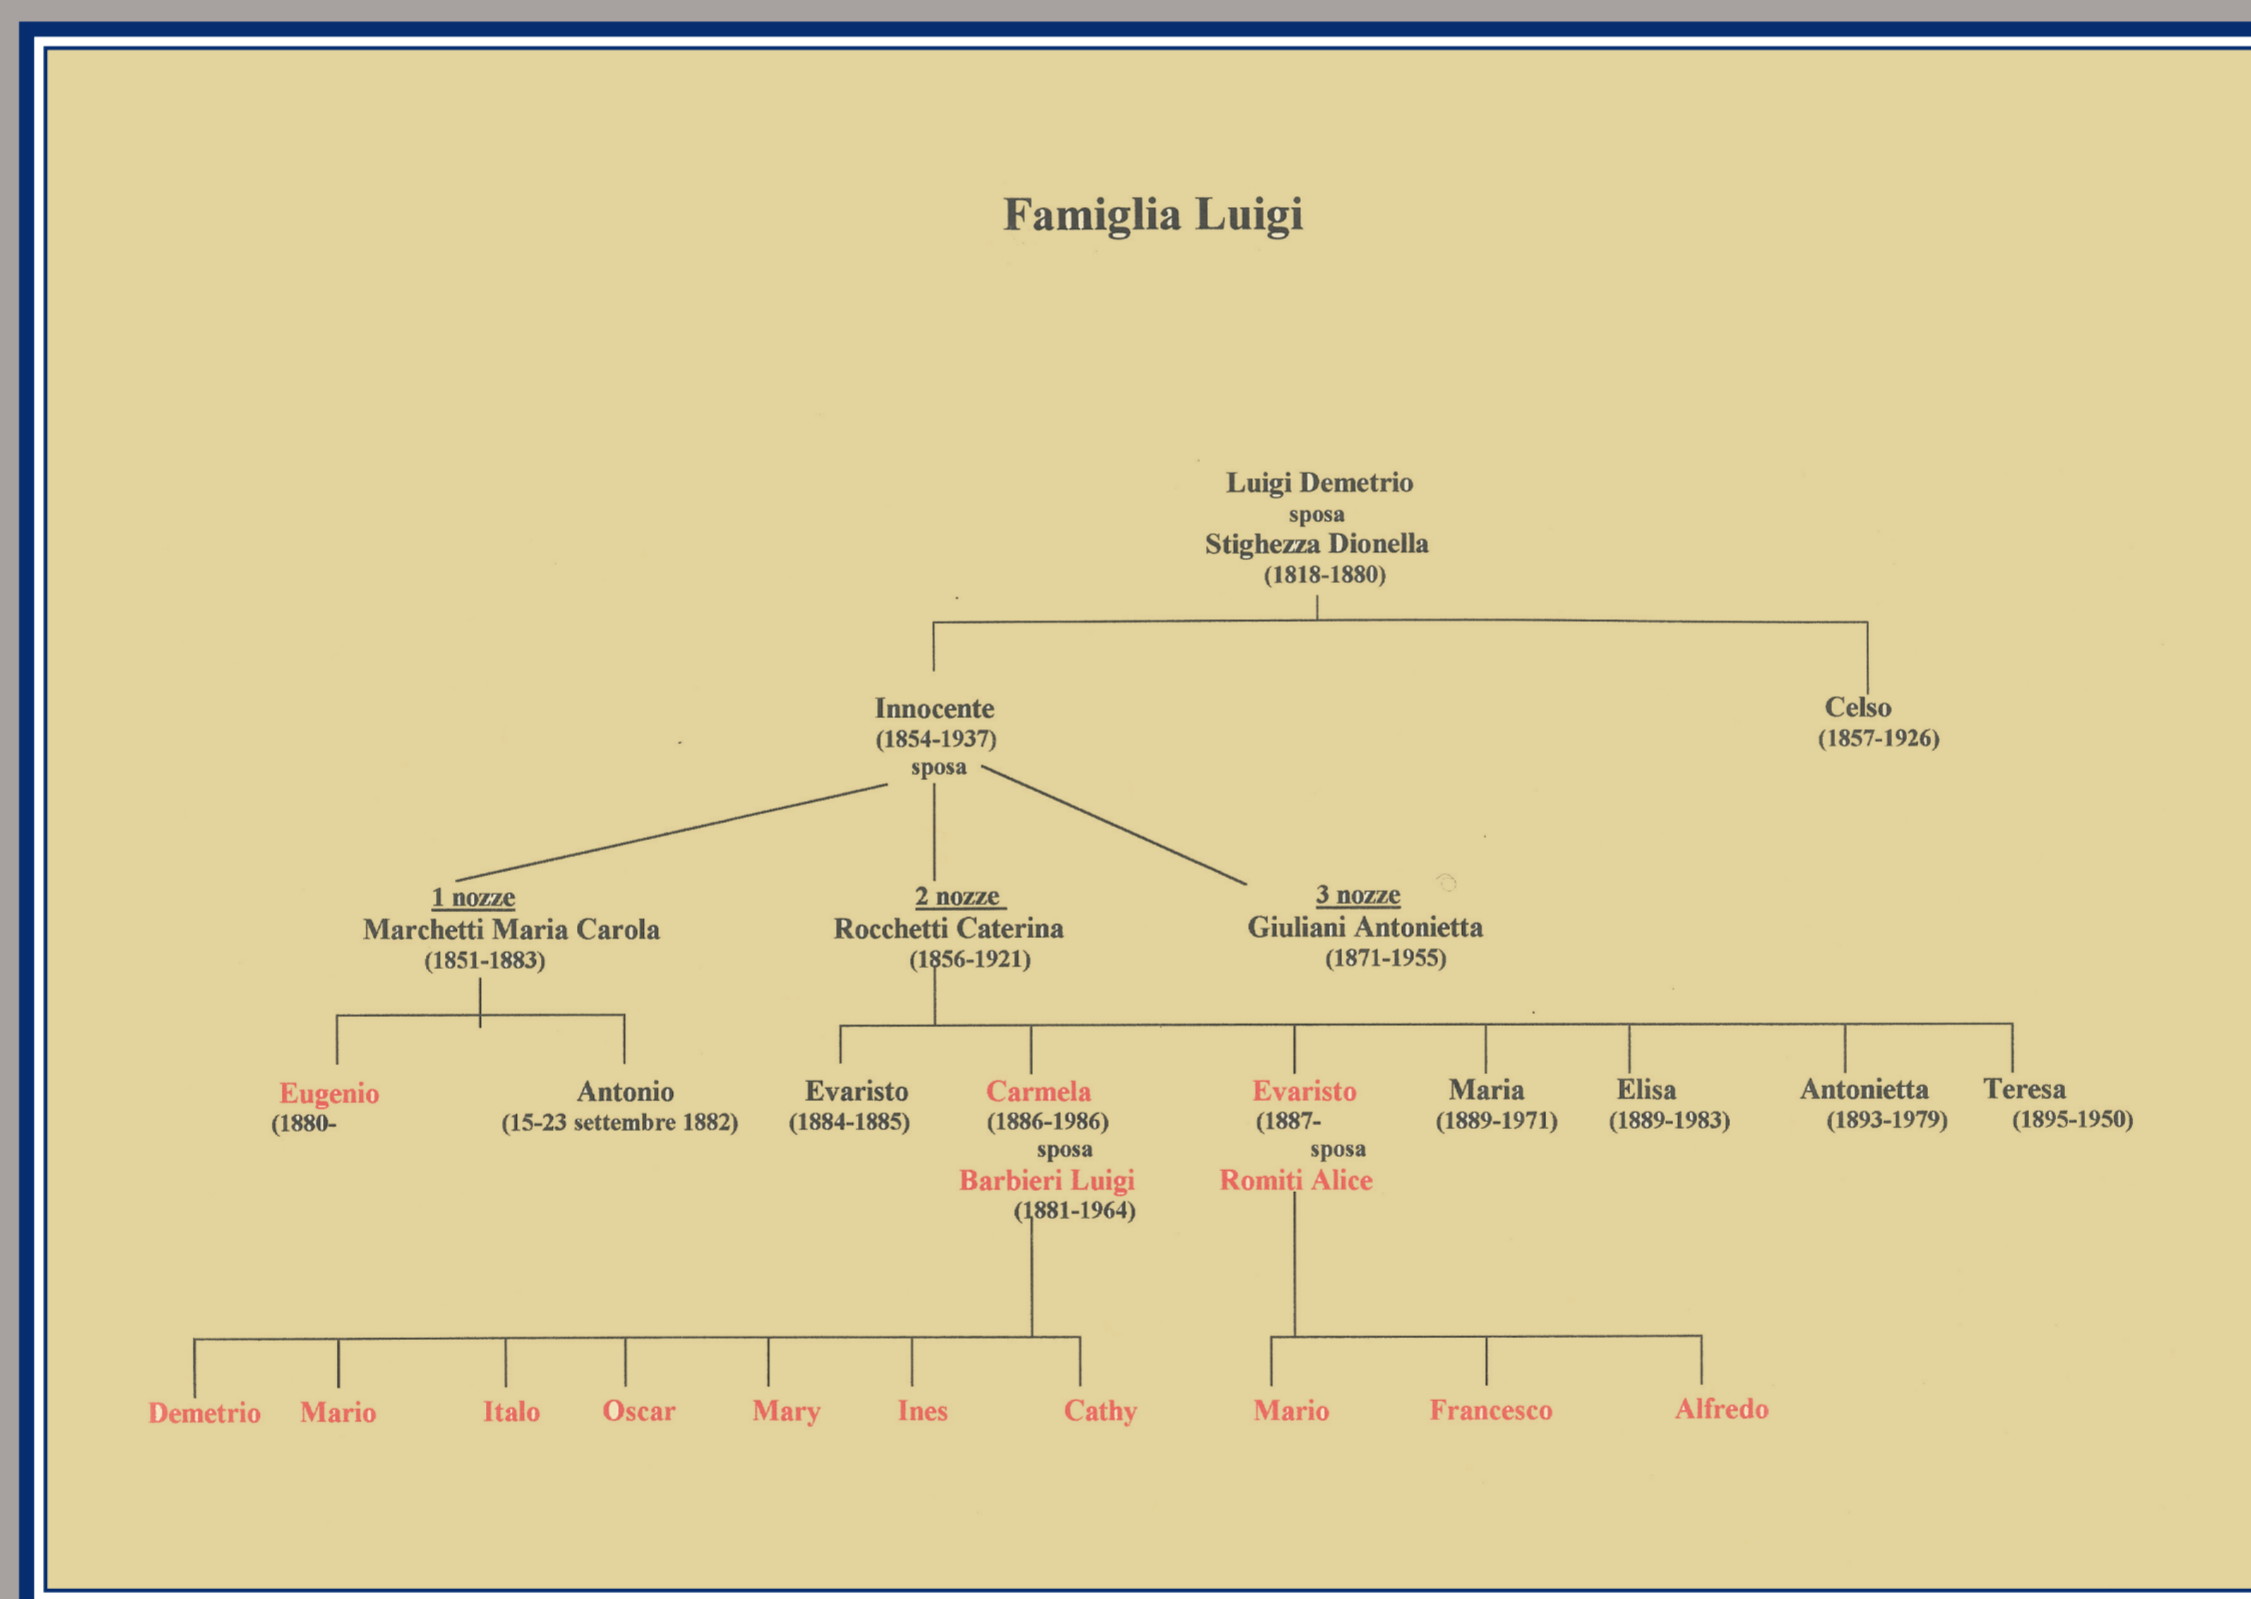 Famiglia Luigi
Luigi Demetrio
sposa
Stighezza Dionella
(1818-1880)
Innocente
(1854-1937)
sposa
Celso
(1857-1926)
1 nozze
Marchetti Maria Carola
(1851-1883)
2 nozze
Rocchetti Caterina
(1856-1921)
3 nozze
Giuliani Antonietta
(1871-1955)
Eugenio
(1880-
Antonio
(15-23 settembre 1882)
Evaristo
(1884-1885)
Carmela
(1886-1986)
sposa
Barbieri Luigi
(1881-1964)
Evaristo
(1887-
sposa
Romiti Alice
Maria
(1889-1971)
Elisa
(1889-1983)
Antonietta
(1893-1979)
Teresa
(1895-1950)
Demetrio
Mario
Italo
Oscar
Mary
Ines
Cathy
Mario
Francesco
Alfredo